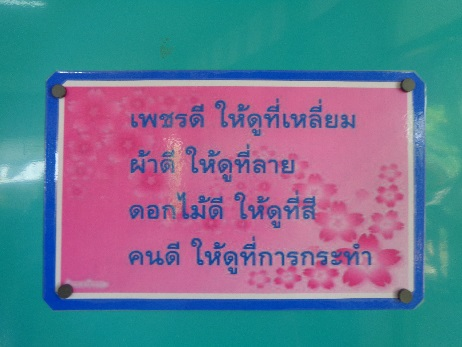 เพชรดี ให้ดูที่เหลี่ยม
ผ้าดี ให้ดูที่ลาย
ดอกไม้ดี ให้ดูที่สี
คนดี ให้ดูที่การกระทำ